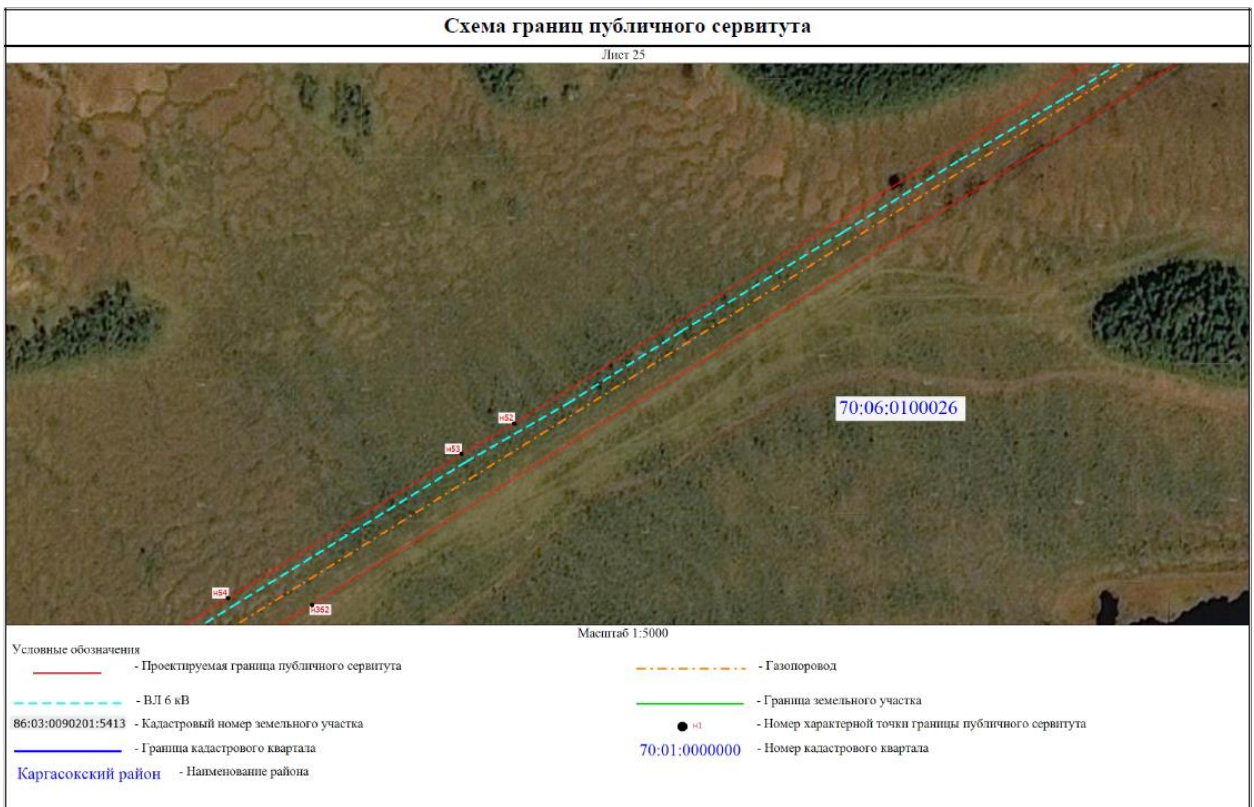 Схема границ публичного сервитута
Лист 25
70:06:0100026
н52
н53
н54
н362
Масштаб 1:5000
Условные обозначения
- Проектируемая граница публичного сервитута
- Газопоровод
- ВЛ 6 кВ
- Граница земельного участка
86:03:0090201:5413 - Кадастровый номер земельного участка
н1 - Номер характерной точки границы публичного сервитута
- Граница кадастрового квартала
70:01:0000000 - Номер кадастрового квартала
Каргасокский район - Наименование района